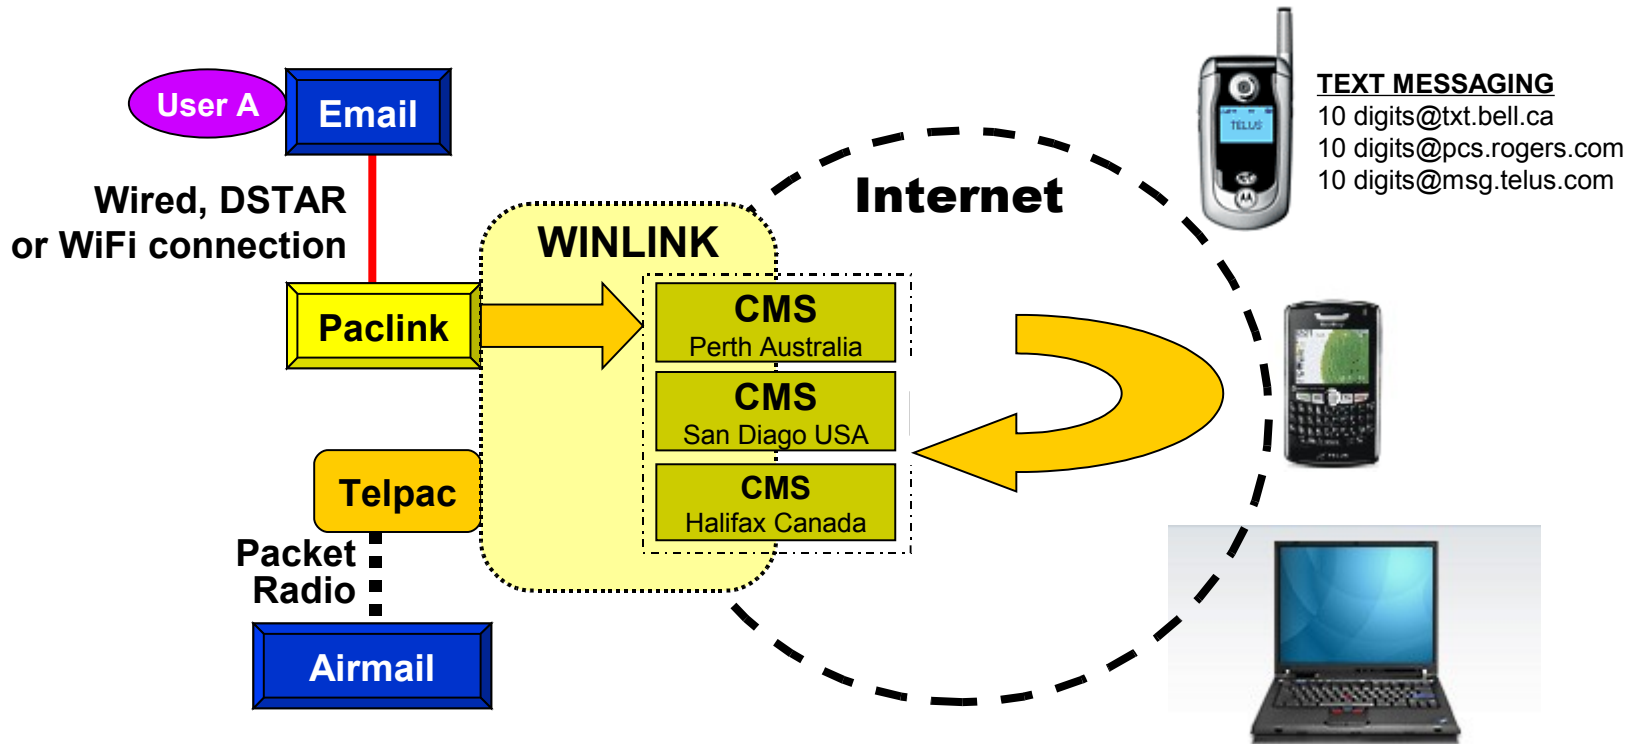 User A
Email
Wired, DSTAR
or WiFi connection
Paclink
Telpac
Packet
Radio
Airmail
WINLINK
CMS
Perth Australia
CMS
San Diago USA
CMS
Halifax Canada
Internet
TELUS
TEXT MESSAGING
10 digits@txt.bell.ca
10 digits@pcs.rogers.com
10 digits@msg.telus.com
TELUS